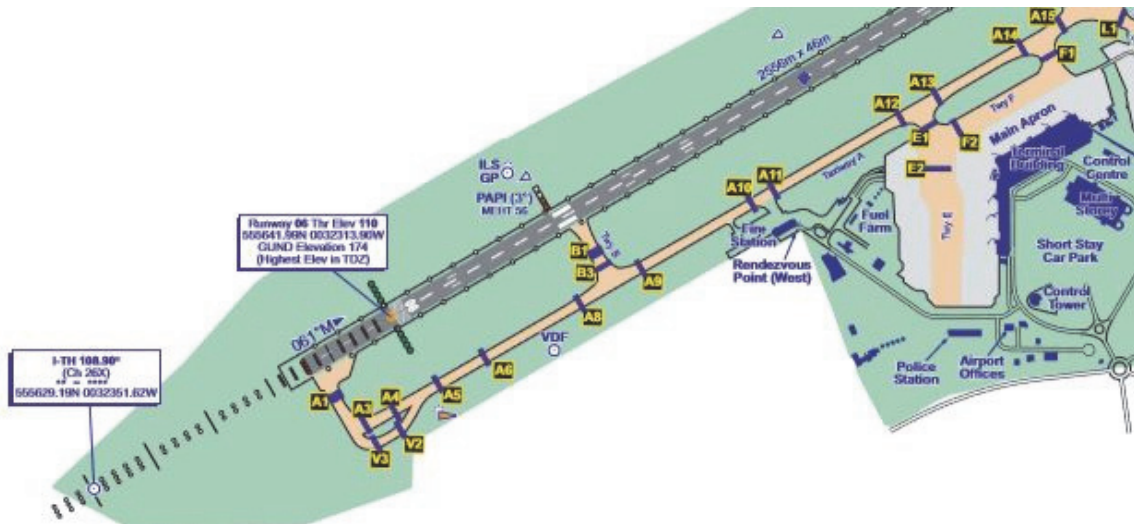 A15
L1
A14
F1
2556m x 46m
A13
A12
Twy F
E1
F2
Main Apron
ILS
GP
Terminal
Building
Control
Centre
Taxiway A
E2
PAPI (3°)
MEHT 56
A11
A10
Multi
Storey
Fuel
Farm
Runway 06 Thr Elev 110
555641.99N 0032313.90W
GUND Elevation 174
(Highest Elev in TDZ)
Twy B
Twy E
Fire
Station
B1
Short Stay
Car Park
B3
A9
Rendezvous
Point (West)
Control
Tower
061°M
A8
VDF
I-TH 108.90°
(Ch 26X)
555629.19N 0032351.62W
A6
Police
Station
Airport
Offices
A5
A4
A1
A3
V2
V3
06